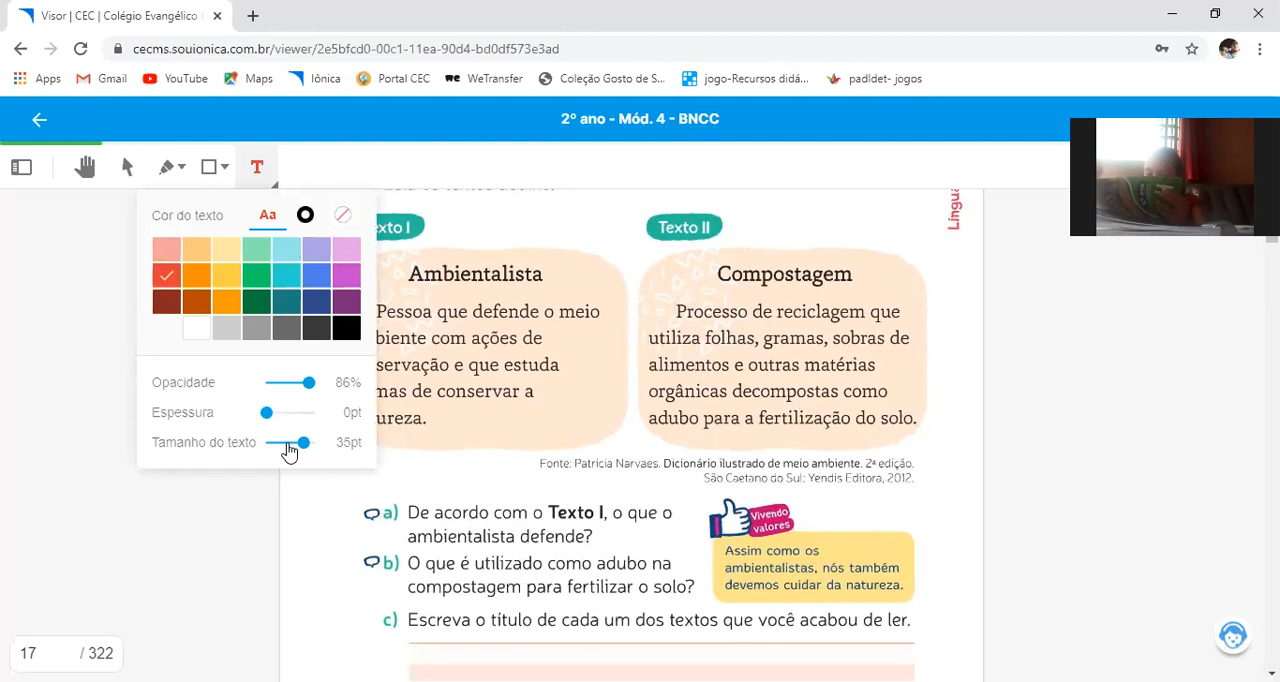 Visor | CEC | Colégio Evangélico
cecms.souionica.com.br/viewer/2e5bfcd0-00c1-11ea-90d4-bd0df573e3ad
Apps Gmail YouTube Maps Iônica Portal CEC WeTransfer Coleção Gosto de S... jogo-Recursos didá... padldet- jogos
2º ano - Mód. 4 - BNCC
T
Cor do texto Aa
Opacidade 86%
Espessura 0pt
Tamanho do texto 35pt
exto I
Ambientalista
Pessoa que defende o meio
biente com ações de
servação e que estuda
mas de conservar a
ureza.
Texto II
Compostagem
Processo de reciclagem que
utiliza folhas, gramas, sobras de
alimentos e outras matérias
orgânicas decompostas como
adubo para a fertilização do solo.
Língua
Fonte: Patricia Narvaes. Dicionário ilustrado de meio ambiente. 2ª edição.
São Caetano do Sul: Yendis Editora, 2012.
a) De acordo com o Texto I, o que o
ambientalista defende?
b) O que é utilizado como adubo na
compostagem para fertilizar o solo?
Vivendo
valores
Assim como os
ambientalistas, nós também
devemos cuidar da natureza.
c) Escreva o título de cada um dos textos que você acabou de ler.
17 / 322